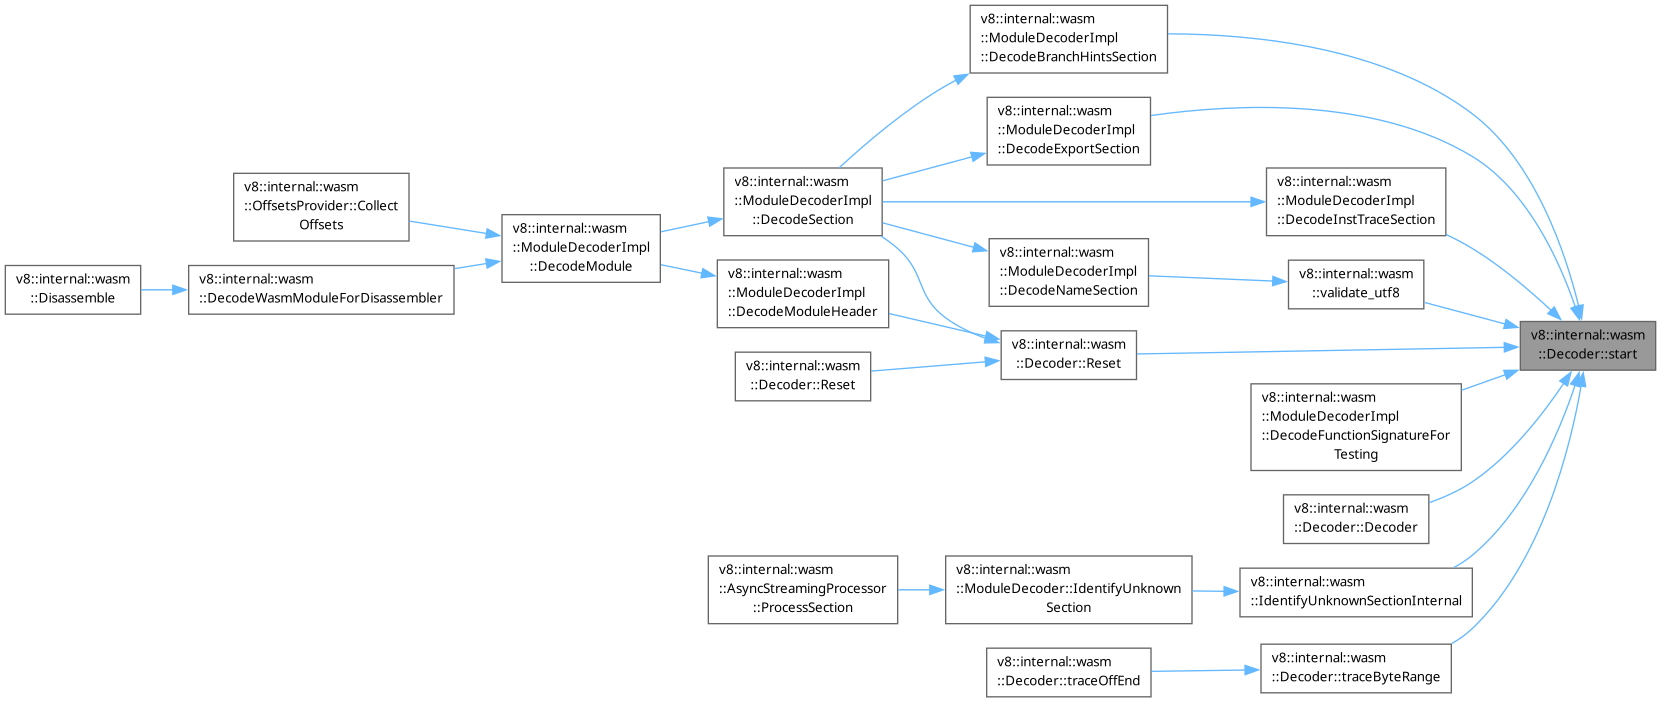 v8::internal::wasm
::ModuleDecoderImpl
::DecodeBranchHintsSection
v8::internal::wasm
::ModuleDecoderImpl
::DecodeExportSection
v8::internal::wasm
::OffsetsProvider::Collect
Offsets
v8::internal::wasm
::ModuleDecoderImpl
::DecodeSection
v8::internal::wasm
::ModuleDecoderImpl
::DecodeInstTraceSection
v8::internal::wasm
::ModuleDecoderImpl
::DecodeModule
v8::internal::wasm
::ModuleDecoderImpl
::DecodeNameSection
v8::internal::wasm
::Disassemble
v8::internal::wasm
::DecodeWasmModuleForDisassembler
v8::internal::wasm
::ModuleDecoderImpl
::DecodeModuleHeader
v8::internal::wasm
::validate_utf8
v8::internal::wasm
::Decoder::start
v8::internal::wasm
::Decoder::Reset
v8::internal::wasm
::Decoder::Reset
v8::internal::wasm
::ModuleDecoderImpl
::DecodeFunctionSignatureFor
Testing
v8::internal::wasm
::Decoder::Decoder
v8::internal::wasm
::AsyncStreamingProcessor
::ProcessSection
v8::internal::wasm
::ModuleDecoder::IdentifyUnknown
Section
v8::internal::wasm
::IdentifyUnknownSectionInternal
v8::internal::wasm
::Decoder::traceOffEnd
v8::internal::wasm
::Decoder::traceByteRange